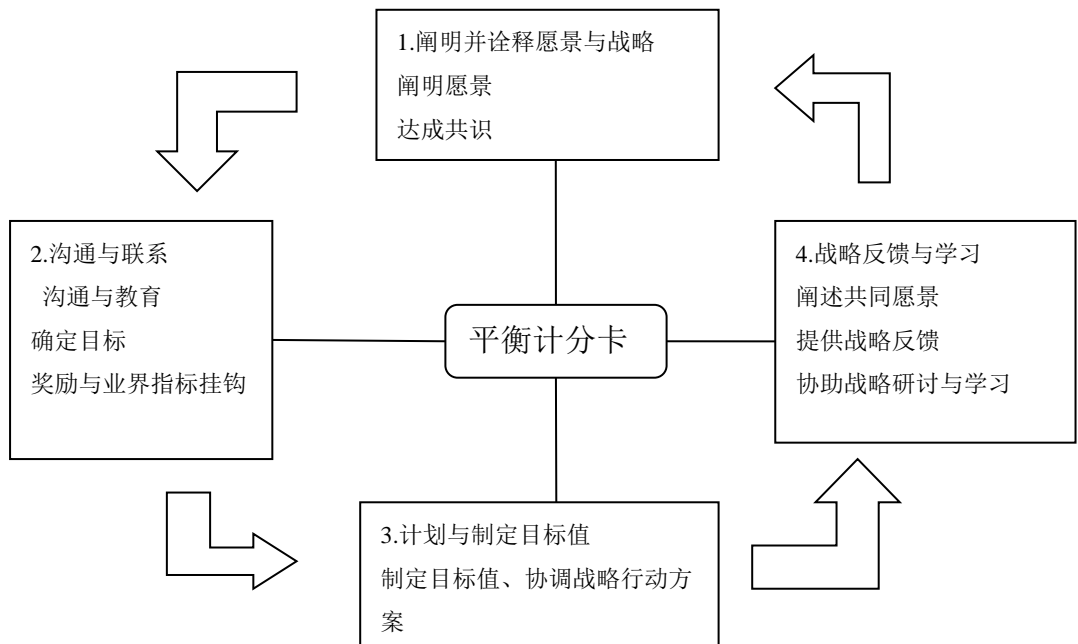 1.阐明并诠释愿景与战略
阐明愿景
达成共识
2.沟通与联系
沟通与教育
确定目标
奖励与业界指标挂钩
平衡计分卡
4.战略反馈与学习
阐述共同愿景
提供战略反馈
协助战略研讨与学习
3.计划与制定目标值
制定目标值、协调战略行动方
案